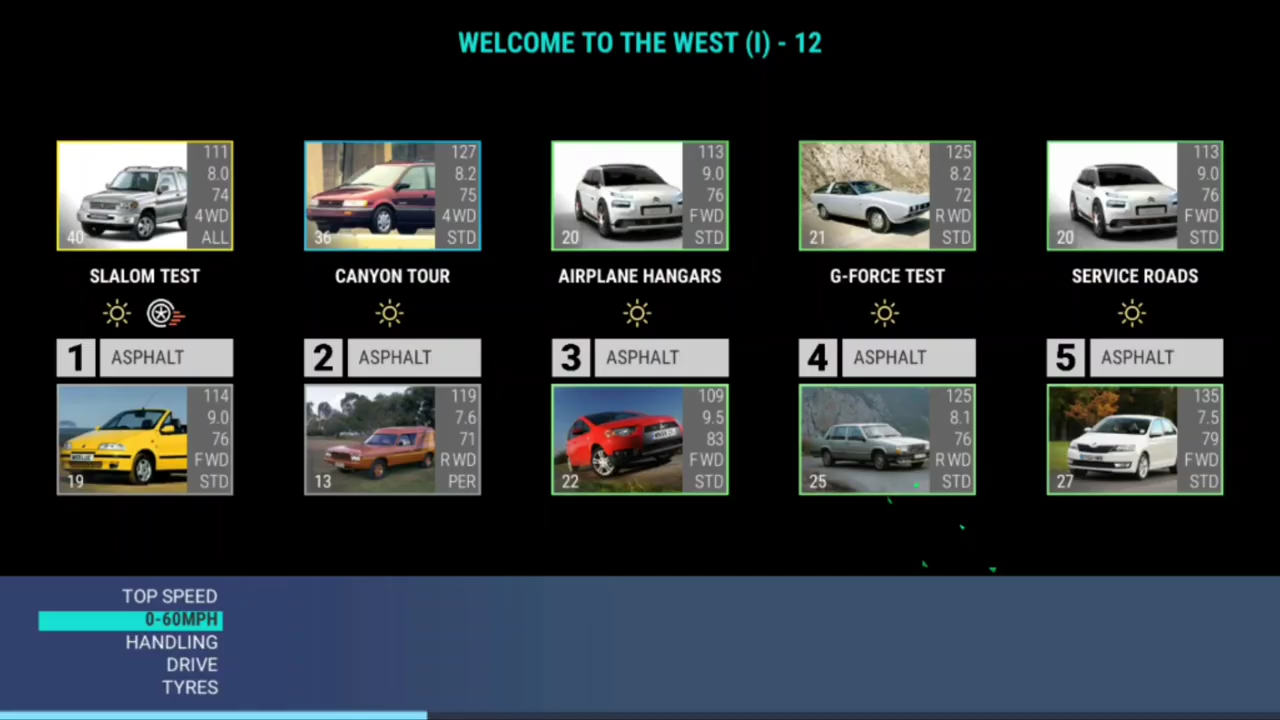 WELCOME TO THE WEST (I) - 12
111
8.0
74
4WD
ALL
40
127
8.2
75
4WD
STD
36
113
9.0
76
FWD
STD
20
125
8.2
72
RWD
STD
21
113
9.0
76
FWD
STD
20
SLALOM TEST
CANYON TOUR
AIRPLANE HANGARS
G-FORCE TEST
SERVICE ROADS
1 ASPHALT
2 ASPHALT
3 ASPHALT
4 ASPHALT
5 ASPHALT
114
9.0
76
FWD
STD
19
119
7.6
71
RWD
PER
13
109
9.5
83
FWD
STD
22
125
8.1
76
RWD
STD
25
135
7.5
79
FWD
STD
27
TOP SPEED
0-60MPH
HANDLING
DRIVE
TYRES